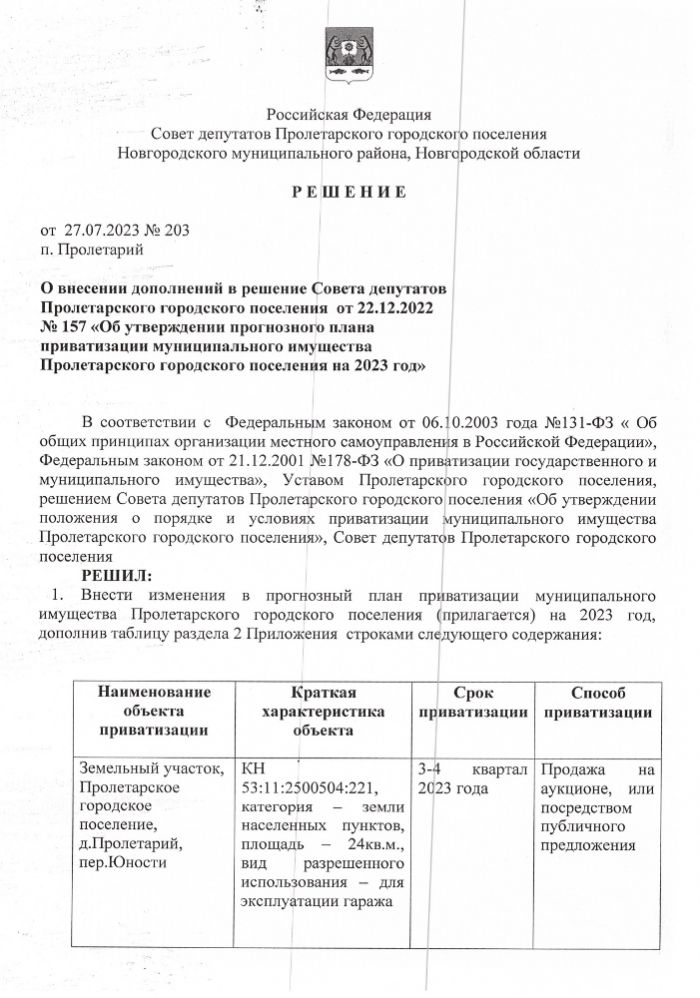 Российская Федерация
Совет депутатов Пролетарского городского поселения
Новгородского муниципального района, Новгородской области
Р Е Ш Е Н И Е
от 27.07.2023 № 203
п. Пролетарий
О внесении дополнений в решение Совета депутатов
Пролетарского городского поселения от 22.12.2022
№ 157 «Об утверждении прогнозного плана
приватизации муниципального имущества
Пролетарского городского поселения на 2023 год»
В соответствии с Федеральным законом от 06.10.2003 года №131-ФЗ « Об
общих принципах организации местного самоуправления в Российской Федерации»,
Федеральным законом от 21.12.2001 №178-ФЗ «О приватизации государственного и
муниципального имущества», Уставом Пролетарского городского поселения,
решением Совета депутатов Пролетарского городского поселения «Об утверждении
положения о порядке и условиях приватизации муниципального имущества
Пролетарского городского поселения», Совет депутатов Пролетарского городского
поселения
РЕШИЛ:
1. Внести изменения в прогнозный план приватизации муниципального
имущества Пролетарского городского поселения (прилагается) на 2023 год,
дополнив таблицу раздела 2 Приложения строками следующего содержания:
Наименование
объекта
приватизации
Краткая
характеристика
объекта
Срок
приватизации
Способ
приватизации
Земельный участок,
Пролетарское
городское
поселение,
д.Пролетарий,
пер.Юности
КН
53:11:2500504:221,
категория – земли
населенных пунктов,
площадь – 24кв.м.,
вид разрешенного
использования – для
эксплуатации гаража
3-4 квартал
2023 года
Продажа на
аукционе, или
посредством
публичного
предложения